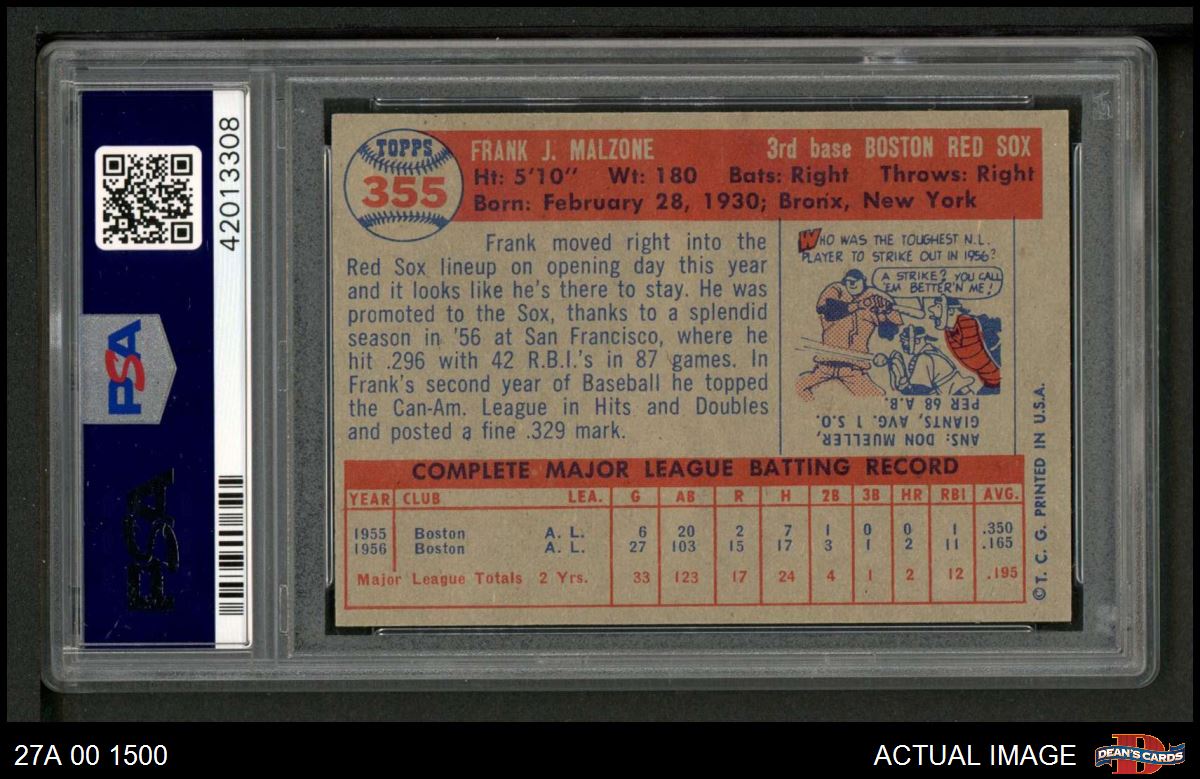 42013308
PSA
PSA
TOPPS
355
FRANK J. MALZONE 3rd base BOSTON RED SOX
Ht: 5'10" Wt: 180 Bats: Right Throws: Right
Born: February 28, 1930; Bronx, New York
Frank moved right into the
Red Sox lineup on opening day this year
and it looks like he's there to stay. He was
promoted to the Sox, thanks to a splendid
season in '56 at San Francisco, where he
hit .296 with 42 R.B.I.'s in 87 games. In
Frank's second year of Baseball he topped
the Can-Am. League in Hits and Doubles
and posted a fine .329 mark.
WHO WAS THE TOUGHEST N.L.
PLAYER TO STRIKE OUT IN 1956?
A STRIKE? YOU CALL
'EM BETTER'N ME!
ANS: DON MUELLER,
GIANTS, AVG. 1 S.O.
PER 68 A.B.
COMPLETE MAJOR LEAGUE BATTING RECORD
YEAR CLUB LEA. G AB R H 2B 3B HR RBI AVG.
1955 Boston A. L. 6 20 2 7 1 0 0 1 .350
1956 Boston A. L. 27 103 15 17 3 1 2 11 .165
Major League Totals 2 Yrs. 33 123 17 24 4 1 2 12 .195
© T. C. G. PRINTED IN U.S.A.
27A 00 1500
ACTUAL IMAGE
DEAN'S CARDS